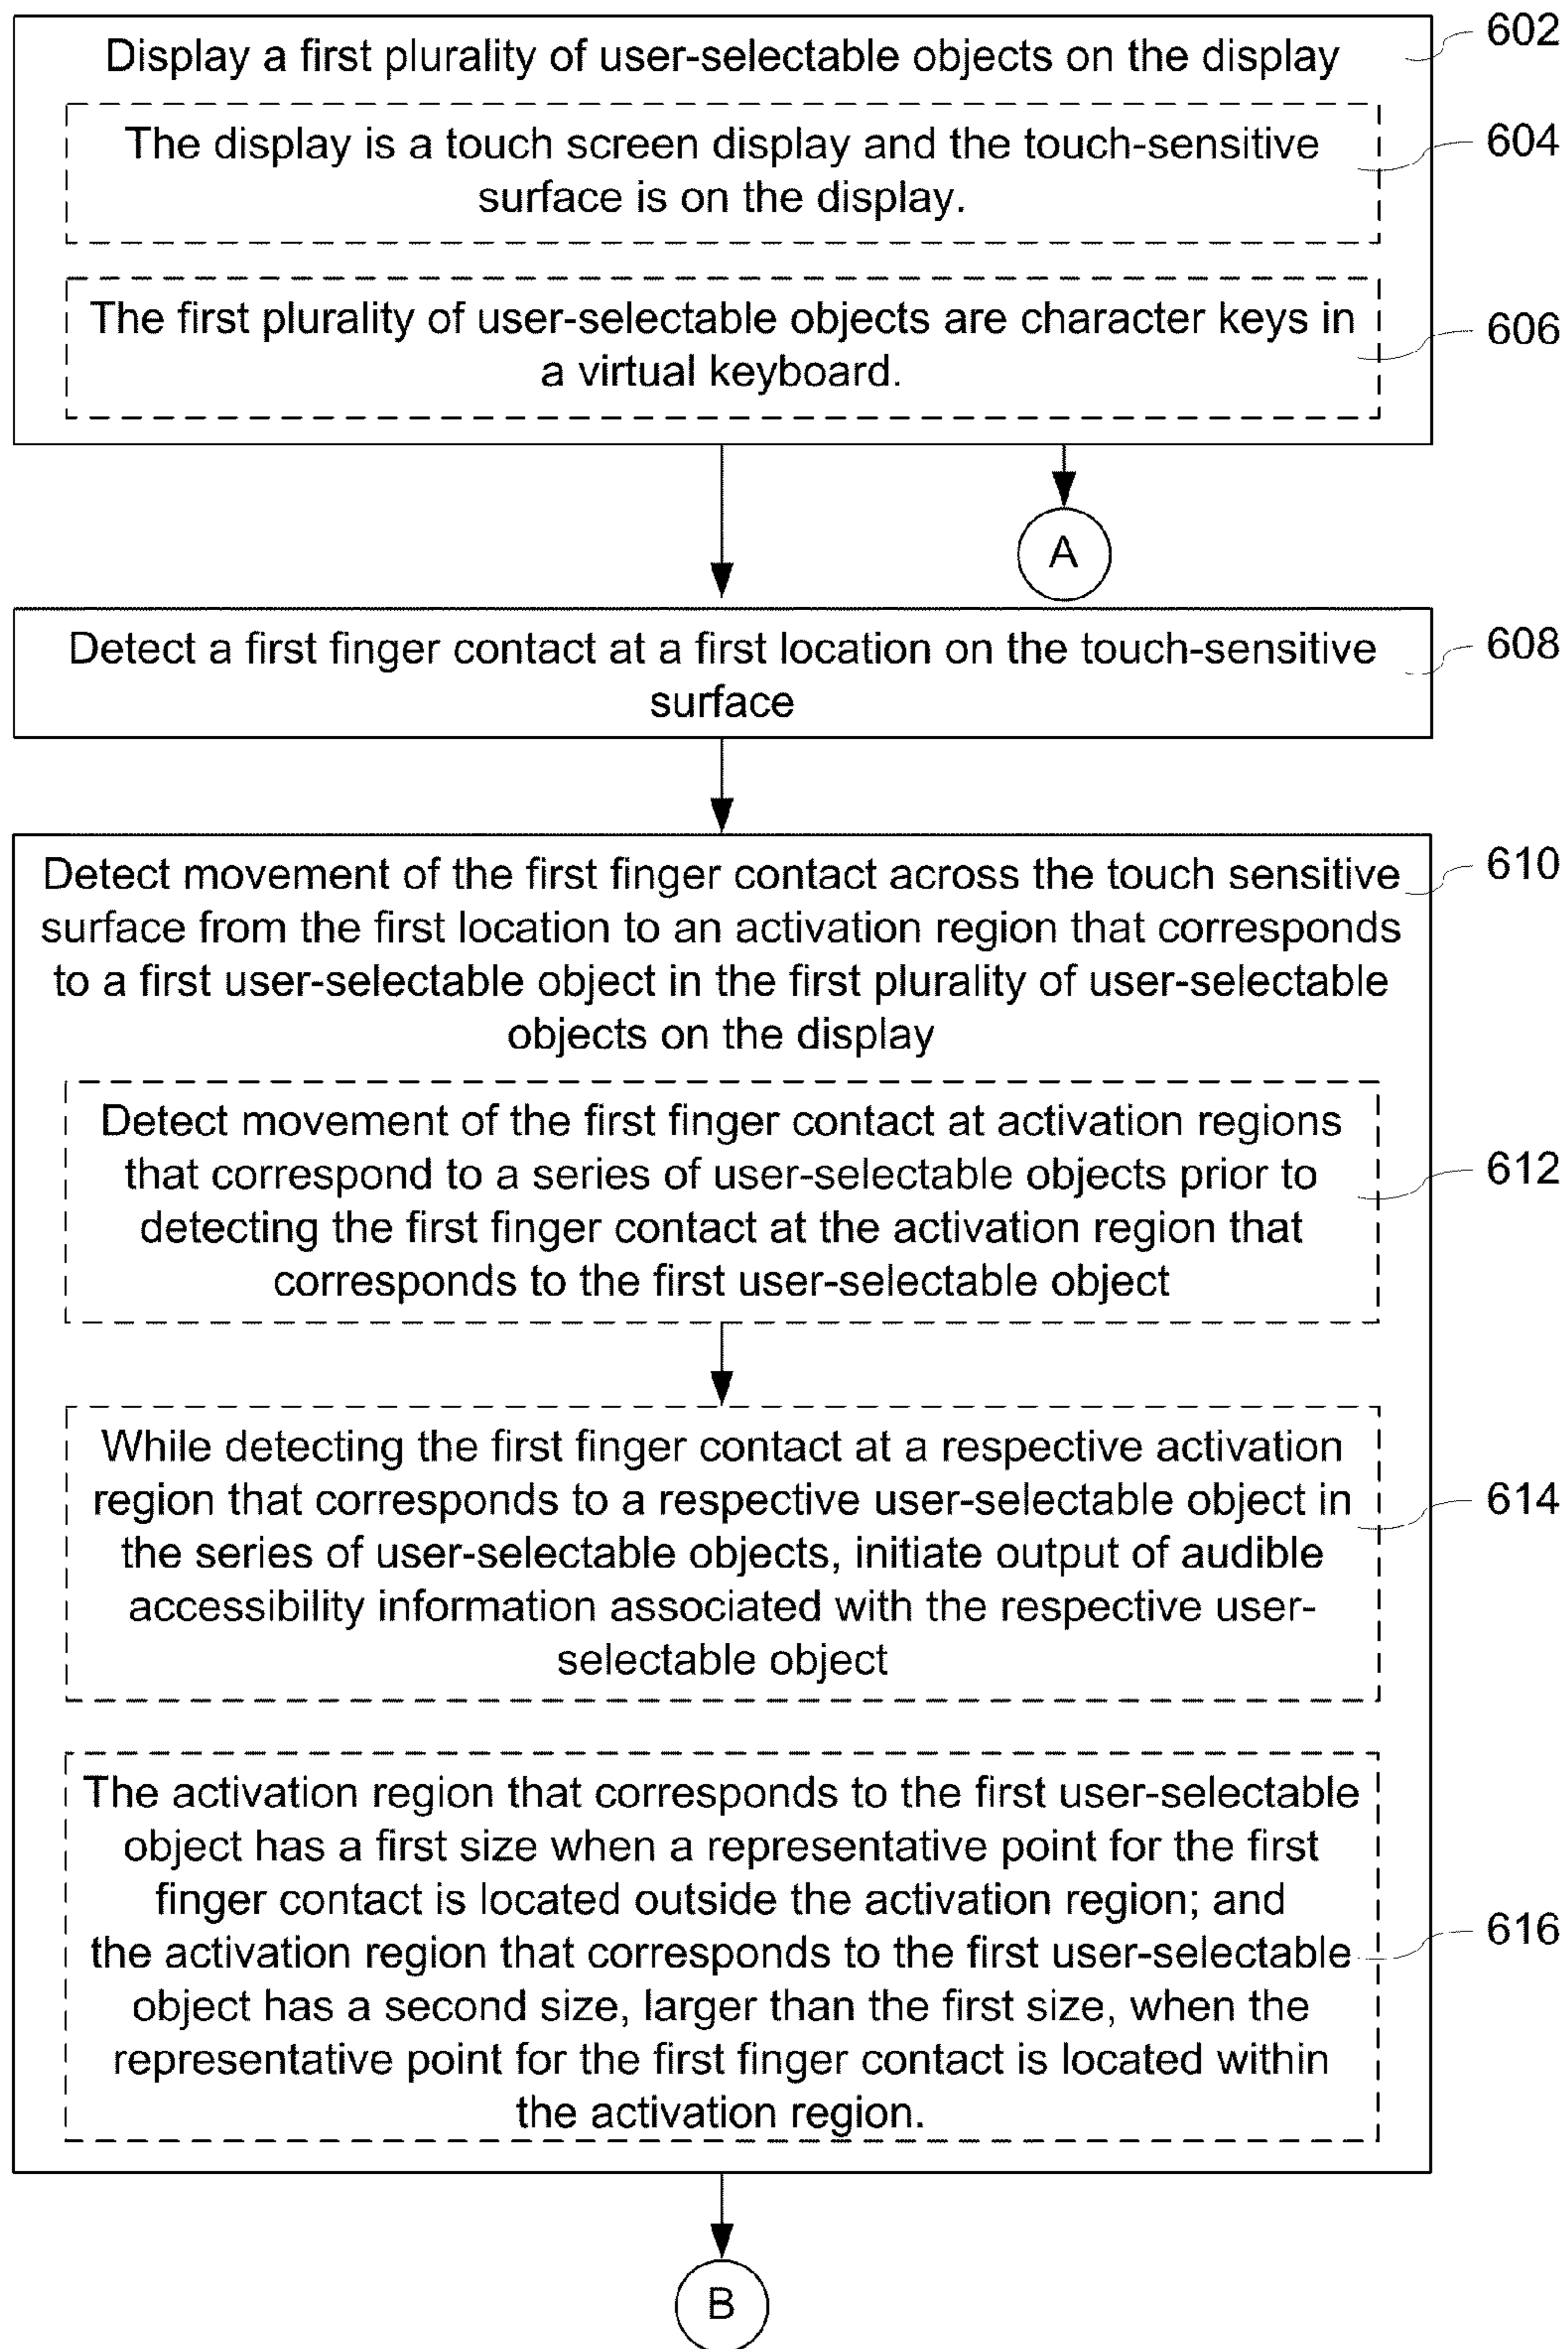 Display a first plurality of user-selectable objects on the display
602
The display is a touch screen display and the touch-sensitive
surface is on the display.
604
The first plurality of user-selectable objects are character keys in
a virtual keyboard.
606
A
Detect a first finger contact at a first location on the touch-sensitive
surface
608
Detect movement of the first finger contact across the touch sensitive
surface from the first location to an activation region that corresponds
to a first user-selectable object in the first plurality of user-selectable
objects on the display
610
Detect movement of the first finger contact at activation regions
that correspond to a series of user-selectable objects prior to
detecting the first finger contact at the activation region that
corresponds to the first user-selectable object
612
While detecting the first finger contact at a respective activation
region that corresponds to a respective user-selectable object in
the series of user-selectable objects, initiate output of audible
accessibility information associated with the respective user-
selectable object
614
The activation region that corresponds to the first user-selectable
object has a first size when a representative point for the first
finger contact is located outside the activation region; and
the activation region that corresponds to the first user-selectable
object has a second size, larger than the first size, when the
representative point for the first finger contact is located within
the activation region.
616
B